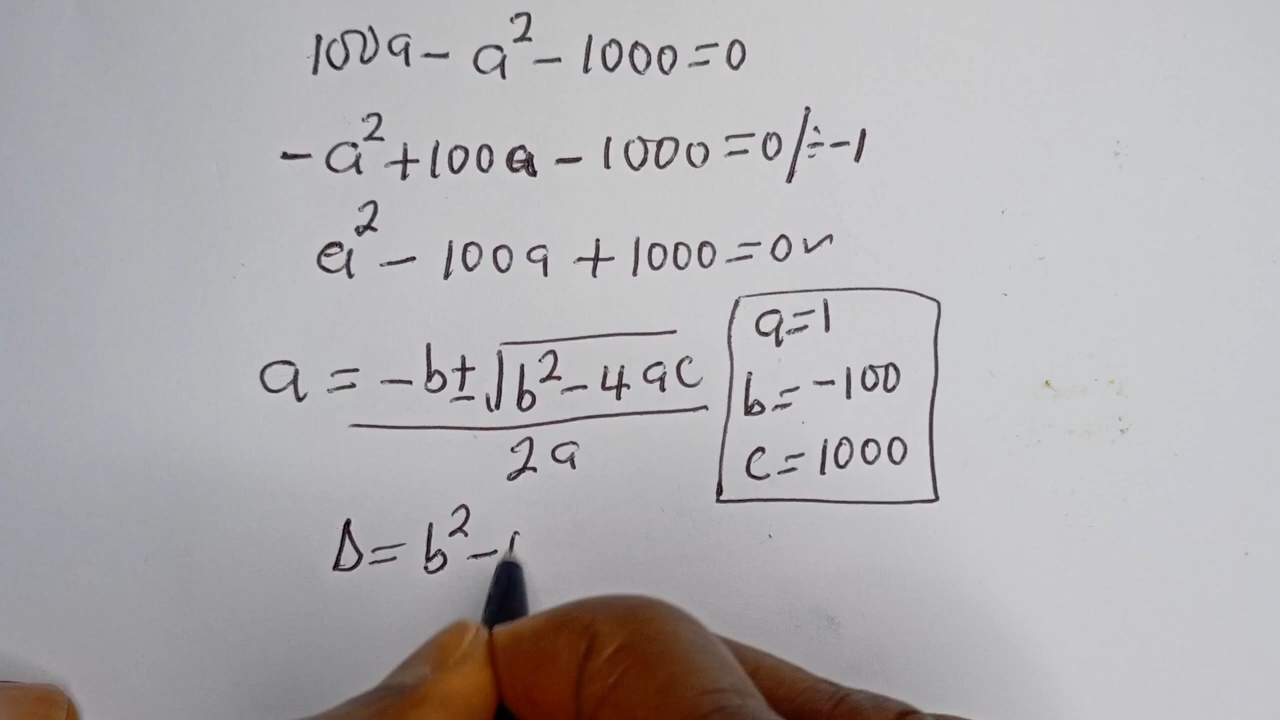 100a - a² - 1000 = 0
-a² + 100a - 1000 = 0 / ÷ -1
a² - 100a + 1000 = 0
a = -b ± √b² - 4ac
2a
a = 1
b = -100
c = 1000
Δ = b² -